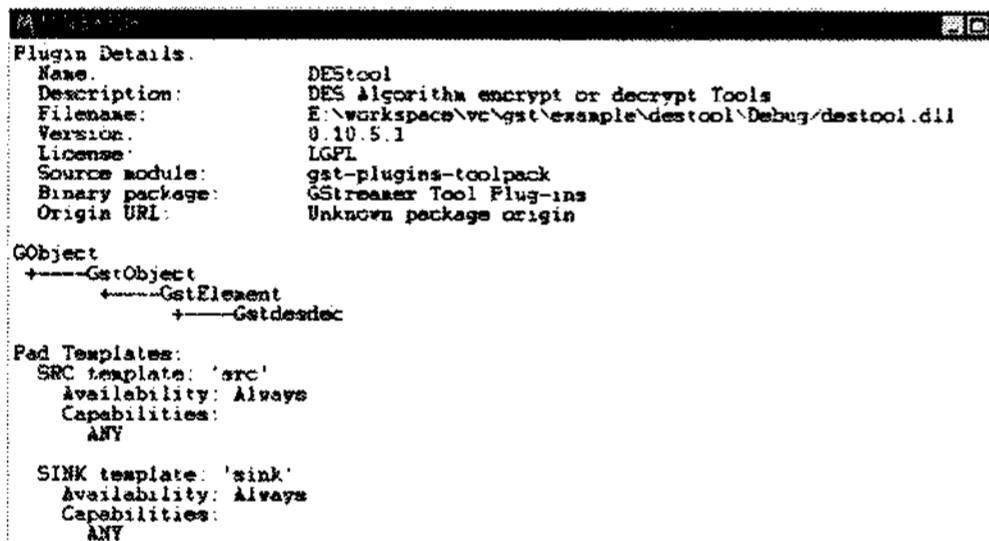 Plugin Details:
Name: DEStool
Description: DES Algorithm encrypt or decrypt Tools
Filename: E:\workspace\vc\gst\example\destool\Debug/destool.dll
Version: 0.10.5.1
License: LGPL
Source module: gst-plugins-toolpack
Binary package: GStreamer Tool Plug-ins
Origin URL: Unknown package origin
GObject
+----GstObject
+----GstElement
+----Gstdesdec
Pad Templates:
SRC template: 'src'
Availability: Always
Capabilities:
ANY
SINK template: 'sink'
Availability: Always
Capabilities:
ANY